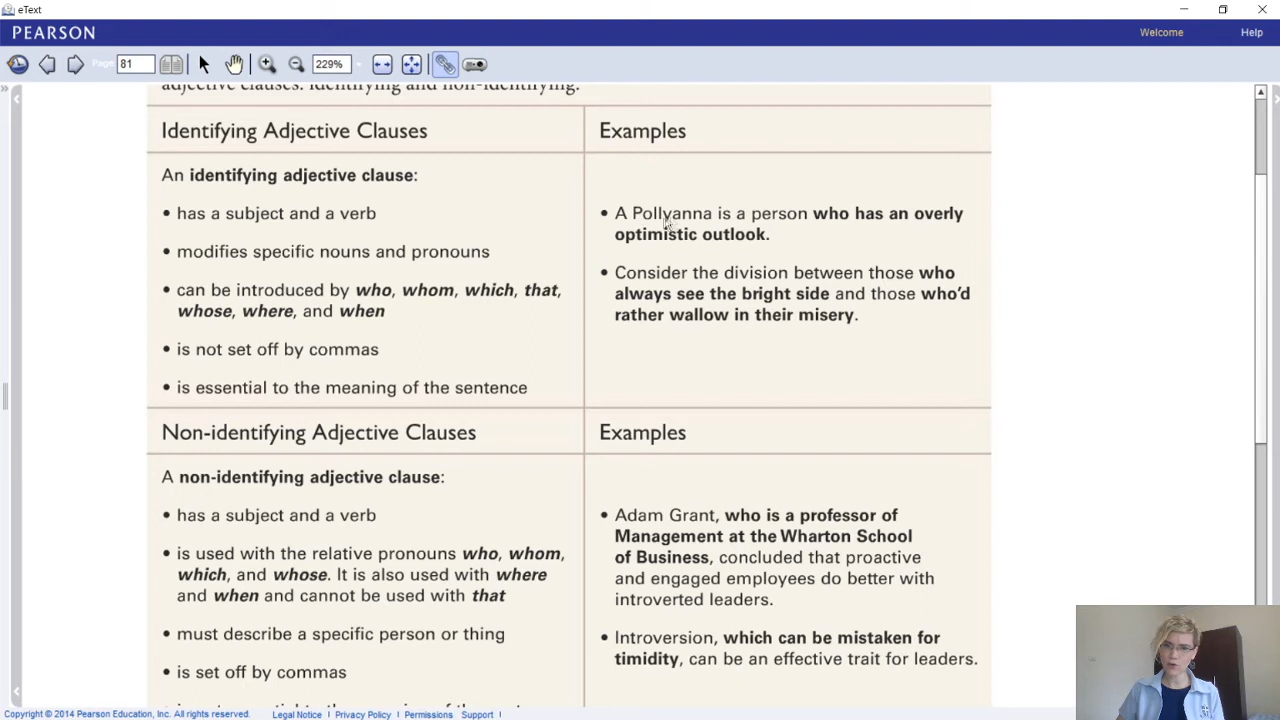 eText
PEARSON
Welcome
Help
Page 81
229%
adjective clauses: identifying and non-identifying.
Identifying Adjective Clauses
Examples
An identifying adjective clause:
• has a subject and a verb
• modifies specific nouns and pronouns
• can be introduced by who, whom, which, that,
whose, where, and when
• is not set off by commas
• is essential to the meaning of the sentence
• A Pollyanna is a person who has an overly
optimistic outlook.
• Consider the division between those who
always see the bright side and those who'd
rather wallow in their misery.
Non-identifying Adjective Clauses
Examples
A non-identifying adjective clause:
• has a subject and a verb
• is used with the relative pronouns who, whom,
which, and whose. It is also used with where
and when and cannot be used with that
• must describe a specific person or thing
• is set off by commas
• Adam Grant, who is a professor of
Management at the Wharton School
of Business, concluded that proactive
and engaged employees do better with
introverted leaders.
• Introversion, which can be mistaken for
timidity, can be an effective trait for leaders.
Copyright © 2014 Pearson Education, Inc. All rights reserved.
Legal Notice | Privacy Policy | Permissions Support |